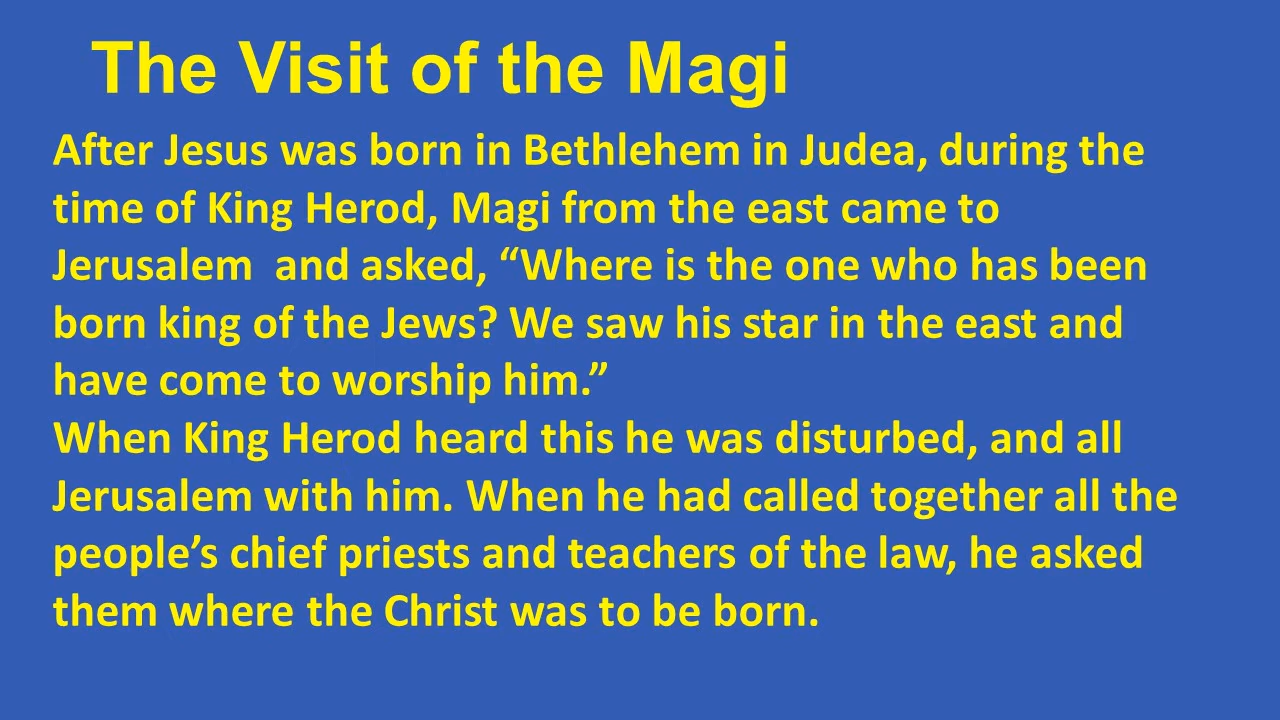 The Visit of the Magi
After Jesus was born in Bethlehem in Judea, during the
time of King Herod, Magi from the east came to
Jerusalem  and asked, “Where is the one who has been
born king of the Jews? We saw his star in the east and
have come to worship him.”
When King Herod heard this he was disturbed, and all
Jerusalem with him. When he had called together all the
people’s chief priests and teachers of the law, he asked
them where the Christ was to be born.